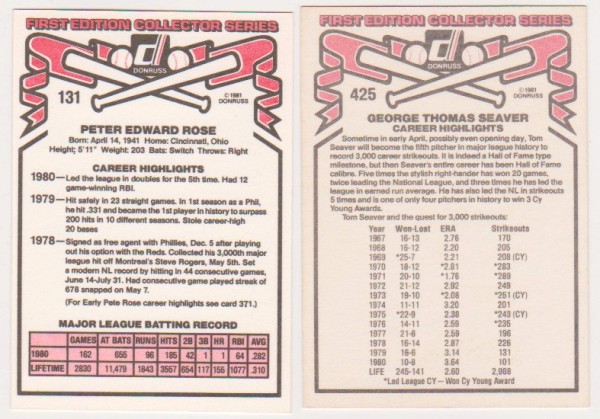 FIRST EDITION COLLECTOR SERIES
DONRUSS
131
© 1981
DONRUSS
PETER EDWARD ROSE
Born: April 14, 1941 Home: Cincinnati, Ohio
Height: 5'11" Weight: 203 Bats: Switch Throws: Right
CAREER HIGHLIGHTS
1980—Led the league in doubles for the 5th time. Had 12
game-winning RBI.
1979—Hit safely in 23 straight games. In 1st season as a Phil,
he hit .331 and became the 1st player in history to surpass
200 hits in 10 different seasons. Stole career-high
20 bases
1978—Signed as free agent with Phillies, Dec. 5 after playing
out his option with the Reds. Collected his 3,000th major
league hit off Montreal's Steve Rogers, May 5th. Set
a modern NL record by hitting in 44 consecutive games,
June 14-July 31. Had consecutive game played streak of
678 snapped on May 7.
(For Early Pete Rose career highlights see card 371.)
MAJOR LEAGUE BATTING RECORD
GAMES AT BATS RUNS HITS 2B 3B HR RBI AVG
1980 162 655 96 185 42 1 1 64 .282
LIFETIME 2830 11,479 1843 3557 654 117 155 1077 .310
FIRST EDITION COLLECTOR SERIES
DONRUSS
425
© 1981
DONRUSS
GEORGE THOMAS SEAVER
CAREER HIGHLIGHTS
Sometime in early April, possibly even opening day, Tom
Seaver will become the fifth pitcher in major league history to
record 3,000 career strikeouts. It is indeed a Hall of Fame type
milestone, but then Seaver's entire career has been Hall of Fame
calibre. Five times the stylish right-hander has won 20 games,
twice leading the National League, and three times he has led the
league in earned run average. He has also led the NL in strikeouts
5 times and is one of only four pitchers in history to win 3 Cy
Young Awards.
Tom Seaver and the quest for 3,000 strikeouts:
Year Won-Lost ERA Strikeouts
1967 16-13 2.76 170
1968 16-12 2.20 205
1969 *25-7 2.21 208 (CY)
1970 18-12 *2.81 *283
1971 20-10 *1.76 *289
1972 21-12 2.92 249
1973 19-10 *2.08 *251 (CY)
1974 11-11 3.20 201
1975 *22-9 2.38 *243 (CY)
1976 14-11 2.59 *235
1977 21-6 2.59 196
1978 16-14 2.87 226
1979 16-6 3.14 131
1980 10-8 3.64 101
LIFE 245-141 2.60 2,988
*Led League CY — Won Cy Young Award